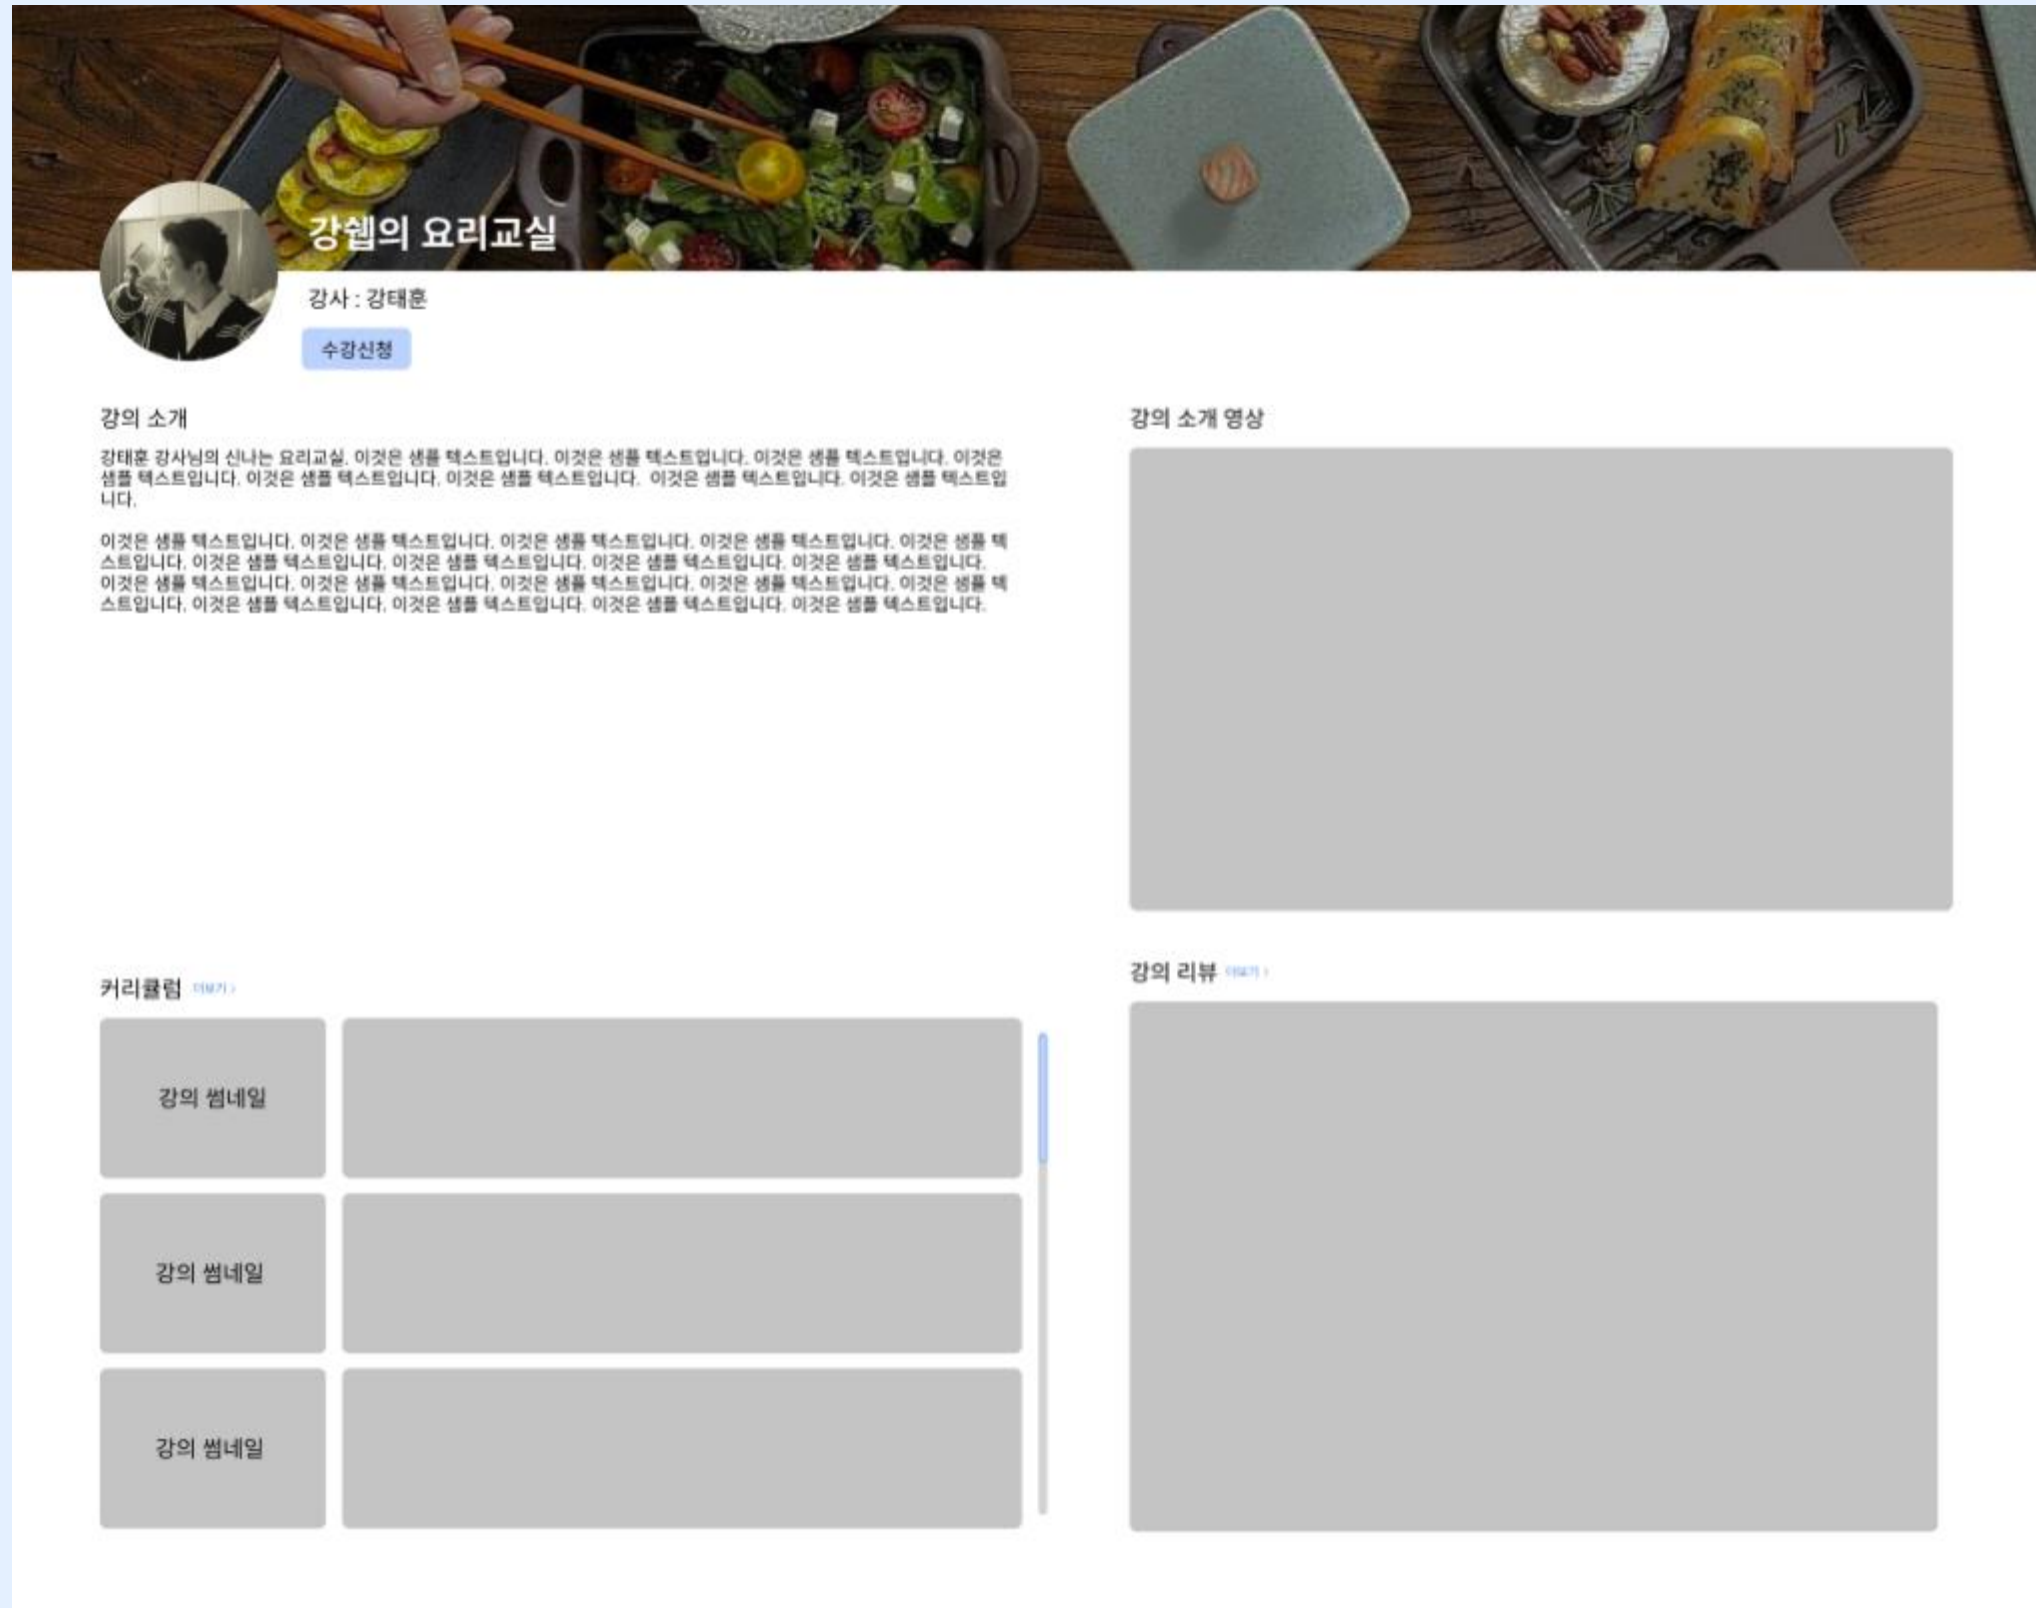 강쉡의 요리교실
강사 : 강태훈
수강신청
강의 소개
강태훈 강사님의 신나는 요리교실. 이것은 샘플 텍스트입니다. 이것은 샘플 텍스트입니다. 이것은 샘플 텍스트입니다. 이것은
샘플 텍스트입니다. 이것은 샘플 텍스트입니다. 이것은 샘플 텍스트입니다.  이것은 샘플 텍스트입니다. 이것은 샘플 텍스트입
니다.
이것은 샘플 텍스트입니다. 이것은 샘플 텍스트입니다. 이것은 샘플 텍스트입니다. 이것은 샘플 텍스트입니다. 이것은 샘플 텍
스트입니다. 이것은 샘플 텍스트입니다. 이것은 샘플 텍스트입니다. 이것은 샘플 텍스트입니다. 이것은 샘플 텍스트입니다.
이것은 샘플 텍스트입니다. 이것은 샘플 텍스트입니다. 이것은 샘플 텍스트입니다. 이것은 샘플 텍스트입니다. 이것은 샘플 텍
스트입니다. 이것은 샘플 텍스트입니다. 이것은 샘플 텍스트입니다. 이것은 샘플 텍스트입니다. 이것은 샘플 텍스트입니다.
강의 소개 영상
커리큘럼 더보기 >
강의 썸네일
강의 썸네일
강의 썸네일
강의 리뷰 더보기 >